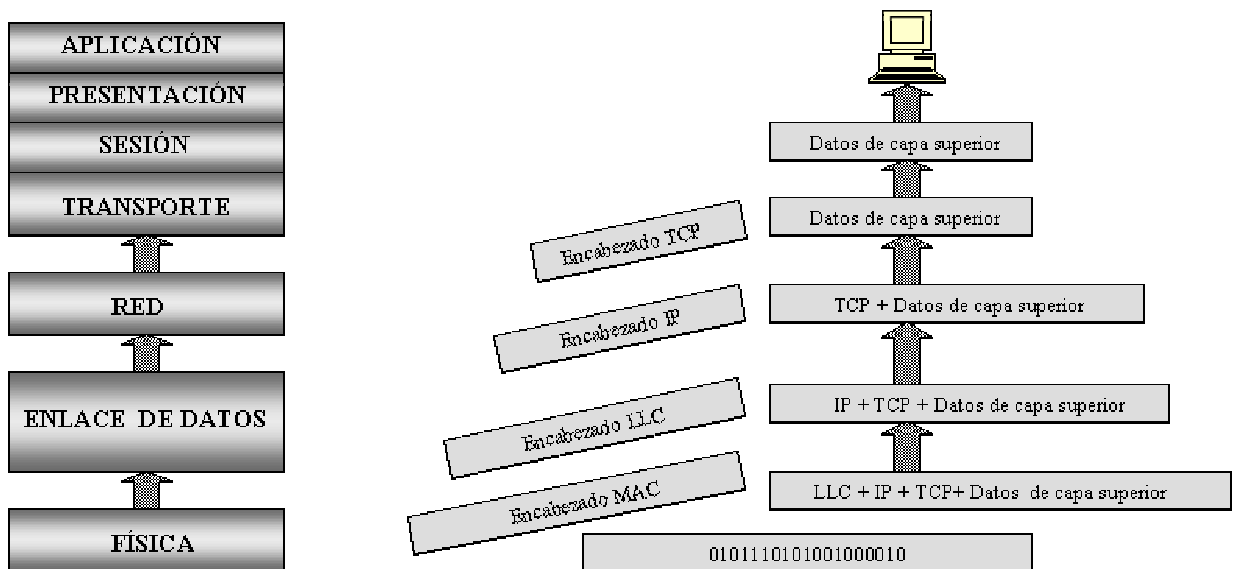 APLICACIÓN
PRESENTACIÓN
SESIÓN
TRANSPORTE
RED
ENLACE DE DATOS
FÍSICA
Datos de capa superior
Datos de capa superior
Encabezado TCP
TCP + Datos de capa superior
Encabezado IP
IP + TCP + Datos de capa superior
Encabezado LLC
LLC + IP + TCP+ Datos de capa superior
Encabezado MAC
0101110101001000010